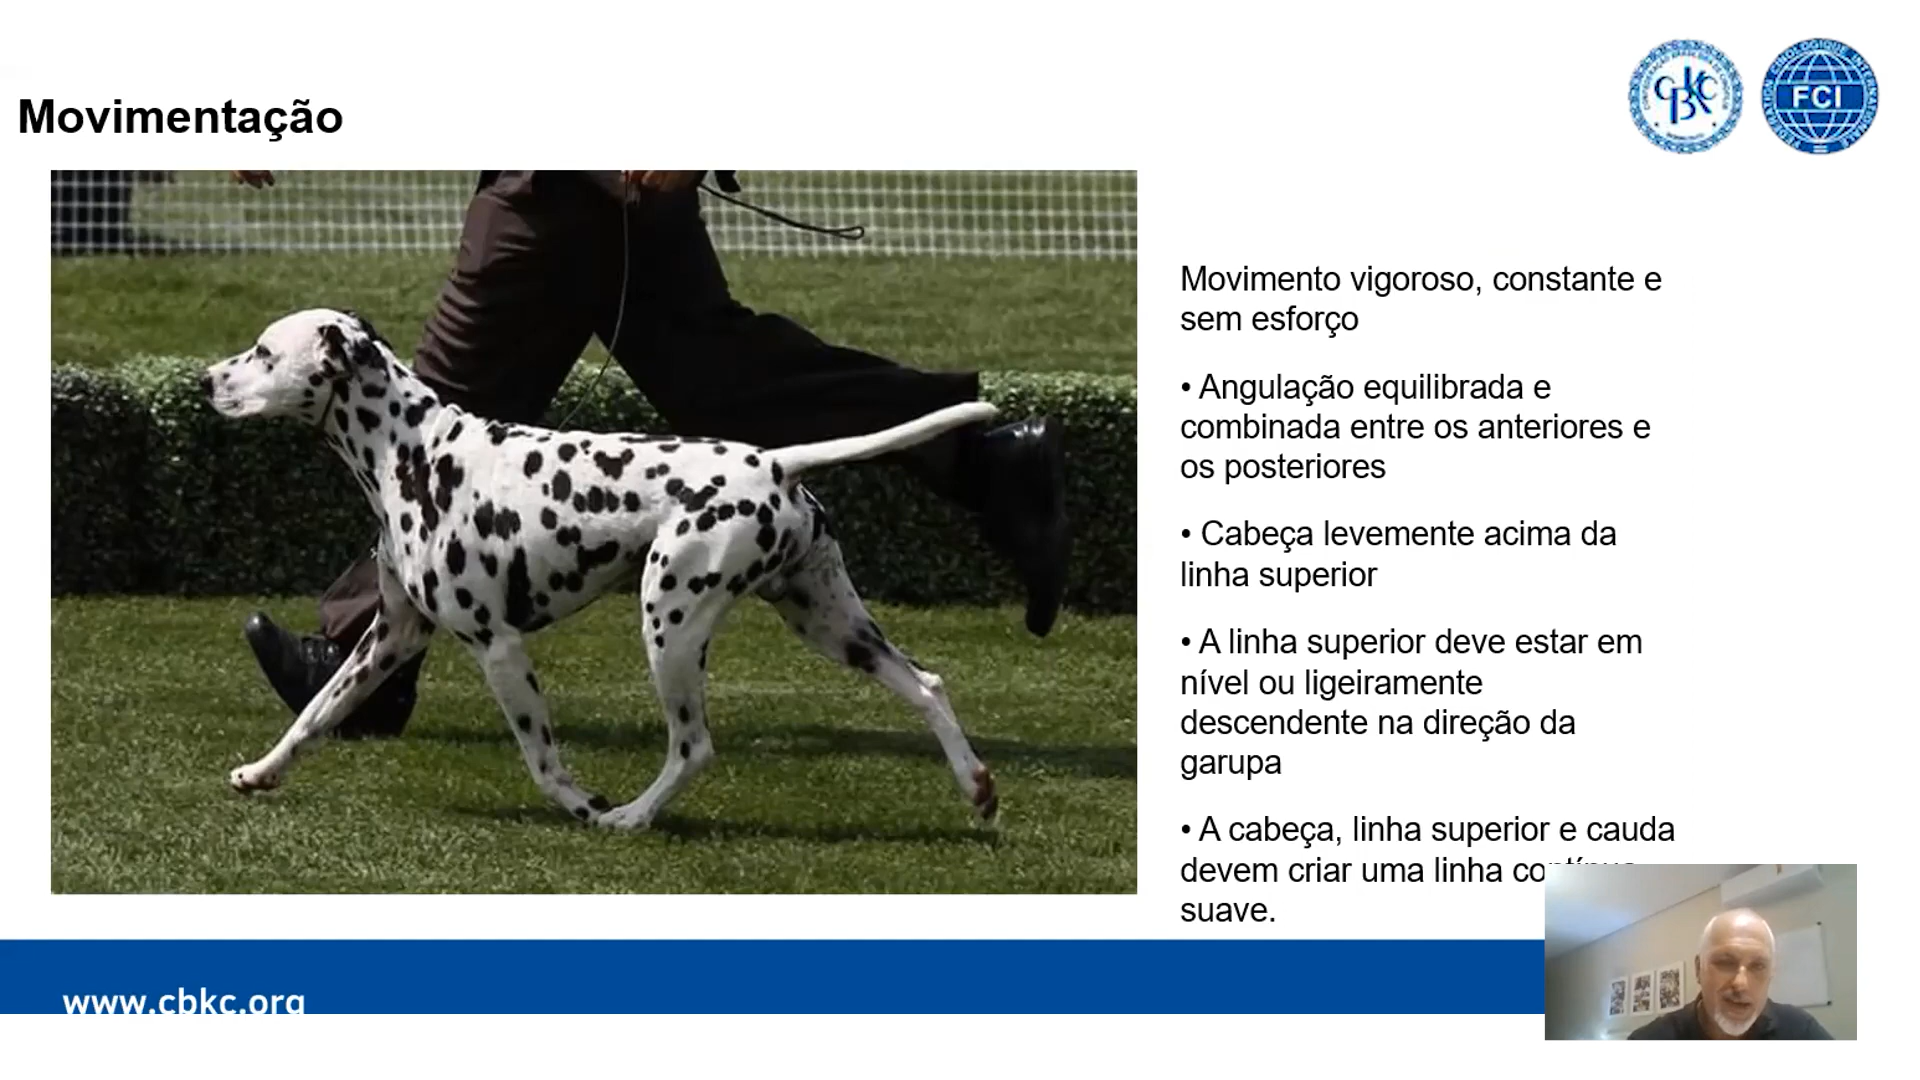 Movimentação
CBKC
FCI
Movimento vigoroso, constante e
sem esforço
• Angulação equilibrada e
combinada entre os anteriores e
os posteriores
• Cabeça levemente acima da
linha superior
• A linha superior deve estar em
nível ou ligeiramente
descendente na direção da
garupa
• A cabeça, linha superior e cauda
devem criar uma linha
suave.
www.cbkc.org